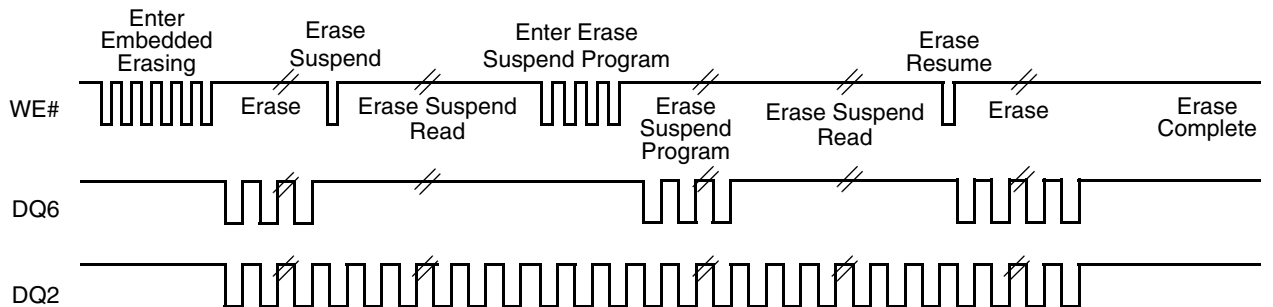 Enter
Embedded
Erasing
Erase
Suspend
Enter Erase
Suspend Program
Erase
Resume
WE#
Erase
Erase Suspend
Read
Erase
Suspend
Program
Erase Suspend
Read
Erase
Erase
Complete
DQ6
DQ2